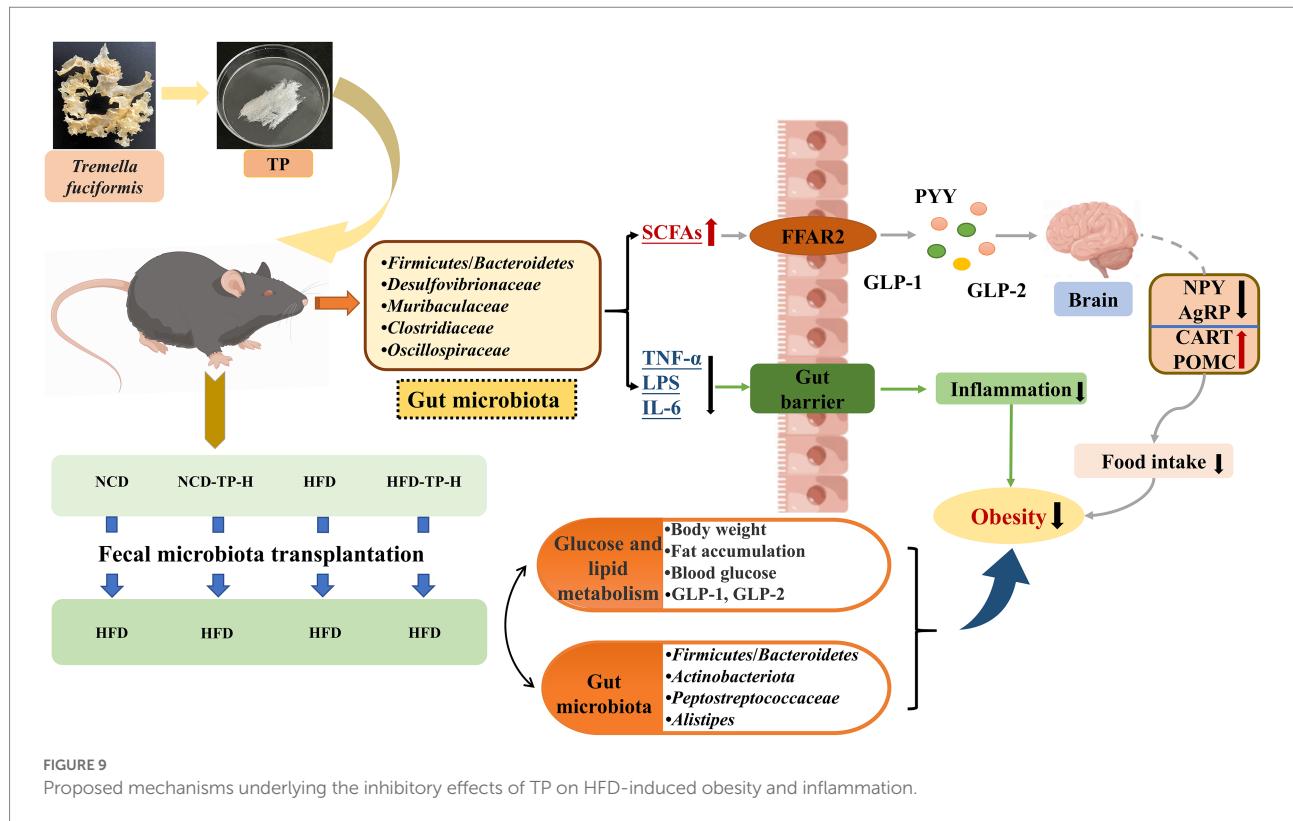 Tremella
fuciformis
TP
•Firmicutes/Bacteroidetes
•Desulfovibrionaceae
•Muribaculaceae
•Clostridiaceae
•Oscillospiraceae
Gut microbiota
SCFAs
FFAR2
PYY
GLP-1
GLP-2
Brain
NPY
AgRP
CART
POMC
TNF-α
LPS
IL-6
Gut
barrier
Inflammation
Food intake
Obesity
NCD NCD-TP-H HFD HFD-TP-H
Fecal microbiota transplantation
HFD HFD HFD HFD
Glucose and
lipid
metabolism
•Body weight
•Fat accumulation
•Blood glucose
•GLP-1, GLP-2
Gut
microbiota
•Firmicutes/Bacteroidetes
•Actinobacteriota
•Peptostreptococcaceae
•Alistipes
FIGURE 9
Proposed mechanisms underlying the inhibitory effects of TP on HFD-induced obesity and inflammation.